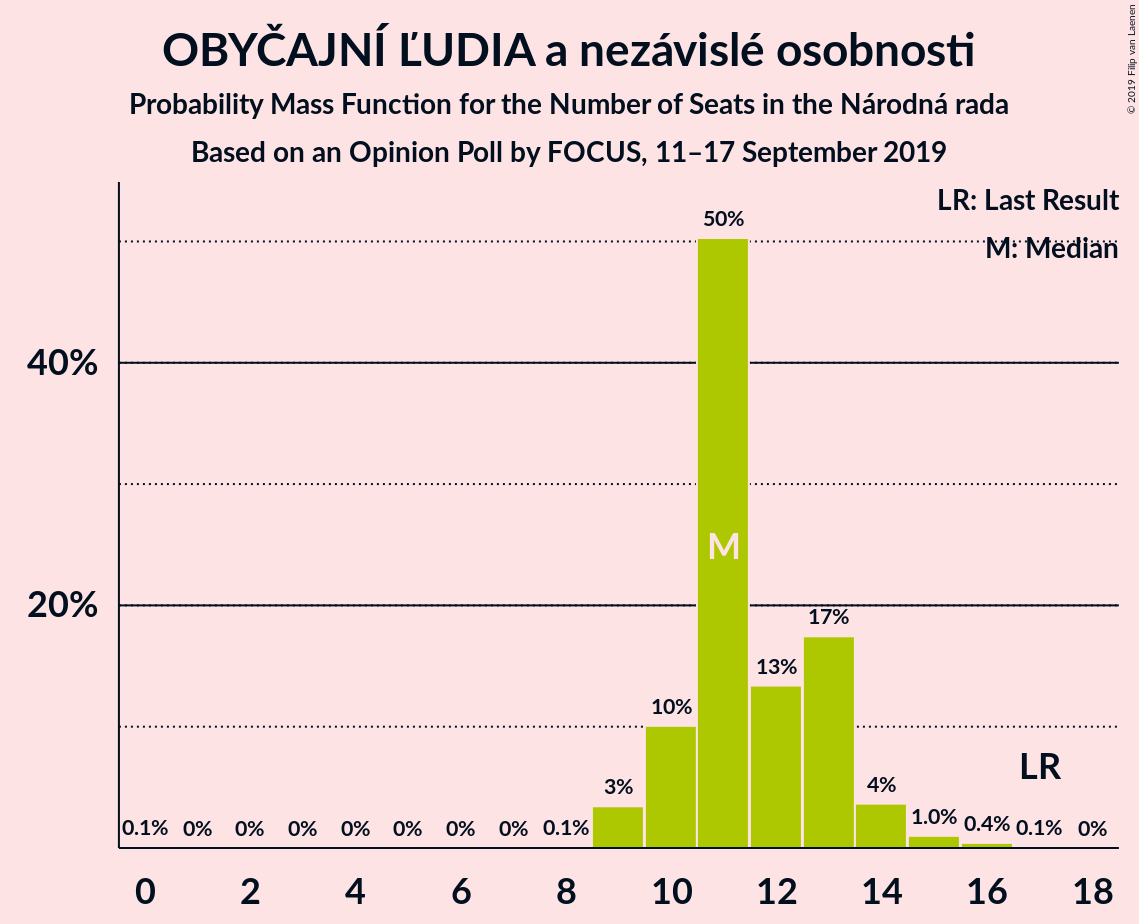 OBYČAJNÍ ĽUDIA a nezávislé osobnosti
Probability Mass Function for the Number of Seats in the Národná rada
Based on an Opinion Poll by FOCUS, 11–17 September 2019
© 2019 Filip van Laenen
LR: Last Result
M: Median
50%
40%
M
20%
17%
13%
10%
LR
3%
4%
0.1% 0% 0% 0% 0% 0% 0% 0% 0.1% 1.0% 0.4% 0.1% 0%
0 2 4 6 8 10 12 14 16 18